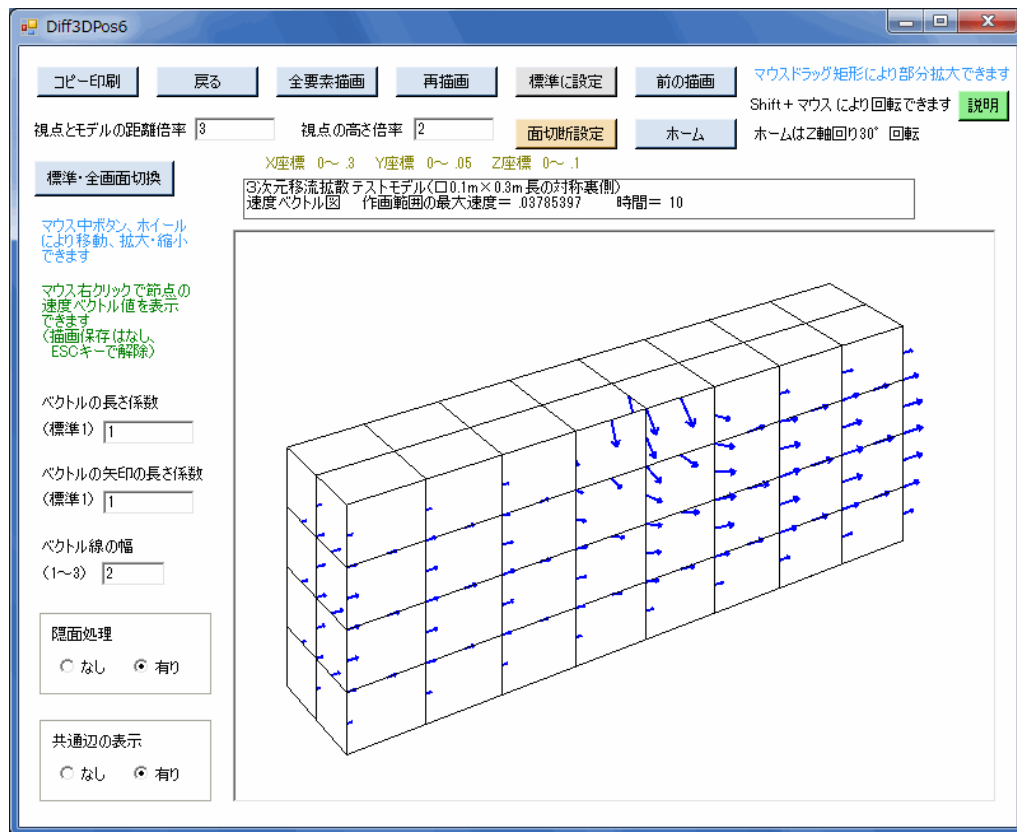 Diff3DPos6
コピー印刷
戻る
全要素描画
再描画
標準に設定
前の描画
マウスドラッグ矩形により部分拡大できます
Shift+マウスにより回転できます
説明
視点とモデルの距離倍率 3
視点の高さ倍率 2
面切断設定
ホーム
ホームはZ軸回り30° 回転
標準・全画面切換
X座標 0～ .3 Y座標 0～ .05 Z座標 0～ .1
3次元移流拡散テストモデル(口0.1m×0.3m長の対称裏側)
速度ベクトル図 作画範囲の最大速度= .03785397 時間= 10
マウス中ボタン、ホイール
により移動、拡大・縮小
できます
マウス右クリックで節点の
速度ベクトル値を表示
できます
(描画保存はなし、
ESCキーで解除)
ベクトルの長さ係数
(標準1) 1
ベクトルの矢印の長さ係数
(標準1) 1
ベクトル線の幅
(1～3) 2
隠面処理
なし 有り
共通辺の表示
なし 有り